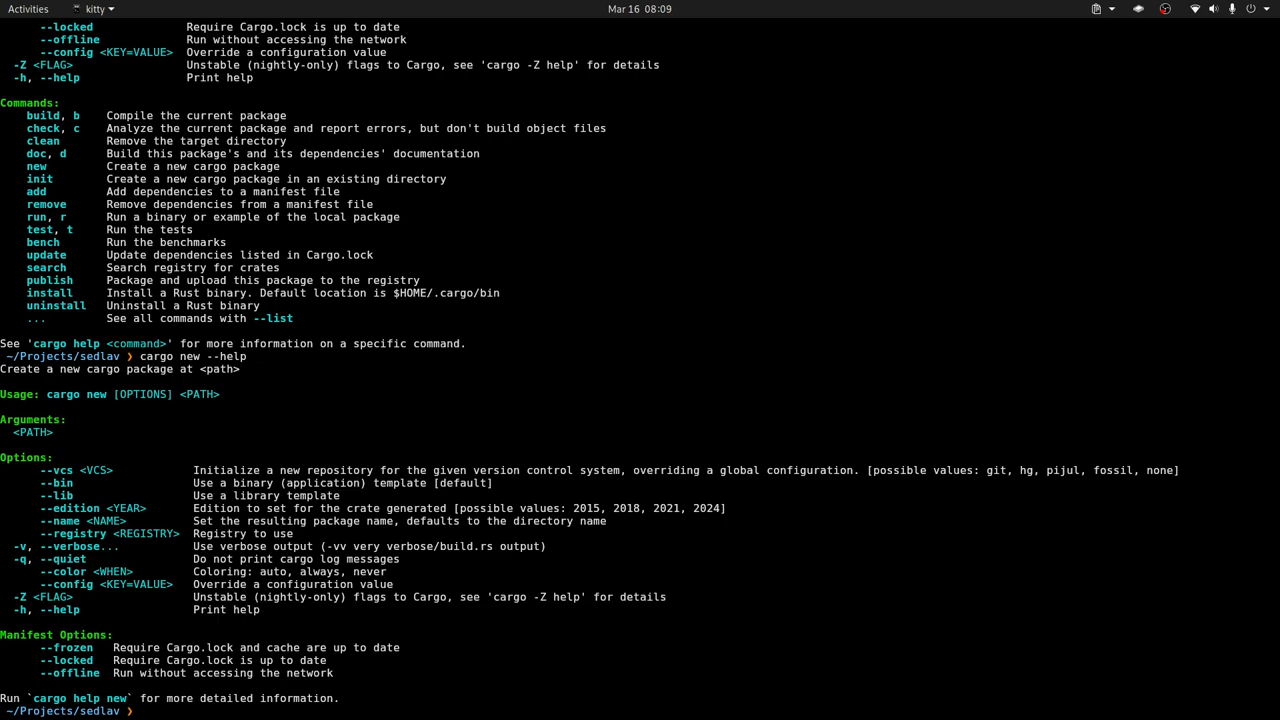 Activities kitty Mar 16 08:09
--locked Require Cargo.lock is up to date
--offline Run without accessing the network
--config <KEY=VALUE> Override a configuration value
-Z <FLAG> Unstable (nightly-only) flags to Cargo, see 'cargo -Z help' for details
-h, --help Print help
Commands:
build, b Compile the current package
check, c Analyze the current package and report errors, but don't build object files
clean Remove the target directory
doc, d Build this package's and its dependencies' documentation
new Create a new cargo package
init Create a new cargo package in an existing directory
add Add dependencies to a manifest file
remove Remove dependencies from a manifest file
run, r Run a binary or example of the local package
test, t Run the tests
bench Run the benchmarks
update Update dependencies listed in Cargo.lock
search Search registry for crates
publish Package and upload this package to the registry
install Install a Rust binary. Default location is $HOME/.cargo/bin
uninstall Uninstall a Rust binary
... See all commands with --list
See 'cargo help <command>' for more information on a specific command.
~/Projects/sedlav ❯ cargo new --help
Create a new cargo package at <path>
Usage: cargo new [OPTIONS] <PATH>
Arguments:
<PATH>
Options:
--vcs <VCS> Initialize a new repository for the given version control system, overriding a global configuration. [possible values: git, hg, pijul, fossil, none]
--bin Use a binary (application) template [default]
--lib Use a library template
--edition <YEAR> Edition to set for the crate generated [possible values: 2015, 2018, 2021, 2024]
--name <NAME> Set the resulting package name, defaults to the directory name
--registry <REGISTRY> Registry to use
-v, --verbose... Use verbose output (-vv very verbose/build.rs output)
-q, --quiet Do not print cargo log messages
--color <WHEN> Coloring: auto, always, never
--config <KEY=VALUE> Override a configuration value
-Z <FLAG> Unstable (nightly-only) flags to Cargo, see 'cargo -Z help' for details
-h, --help Print help
Manifest Options:
--frozen Require Cargo.lock and cache are up to date
--locked Require Cargo.lock is up to date
--offline Run without accessing the network
Run `cargo help new` for more detailed information.
~/Projects/sedlav ❯